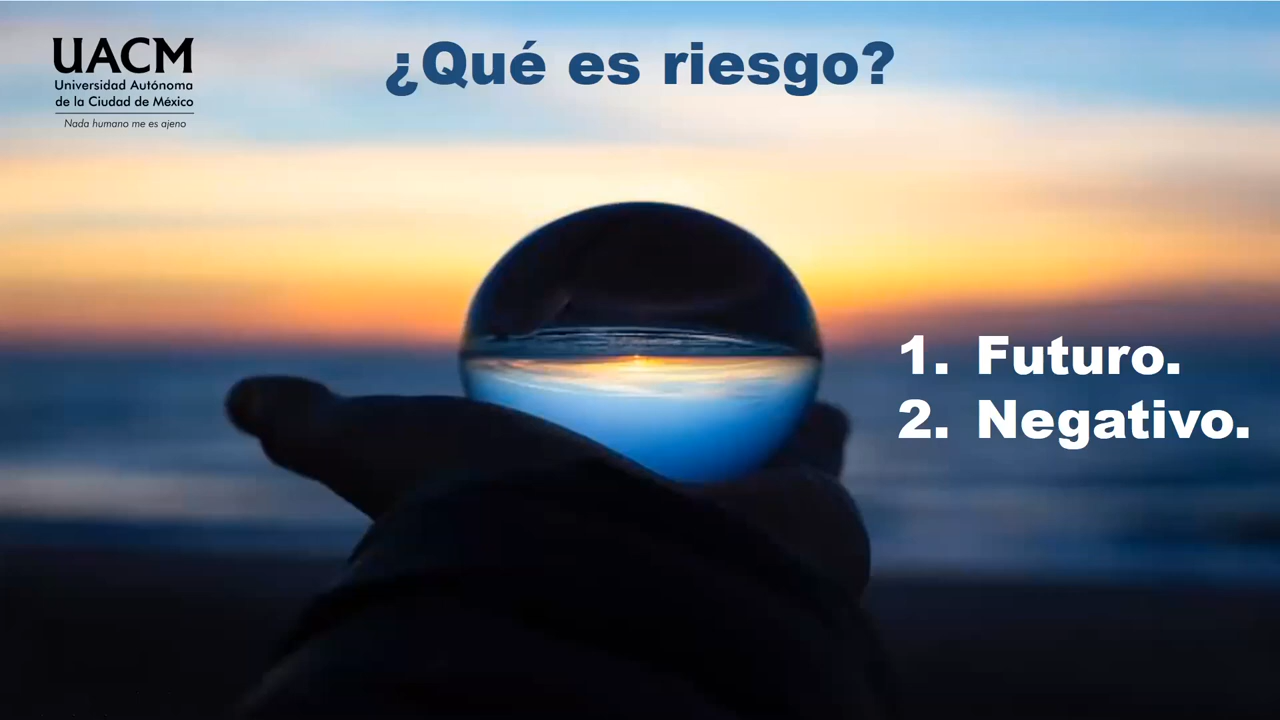 UACM
Universidad Autónoma
de la Ciudad de México
Nada humano me es ajeno
¿Qué es riesgo?
1. Futuro.
2. Negativo.